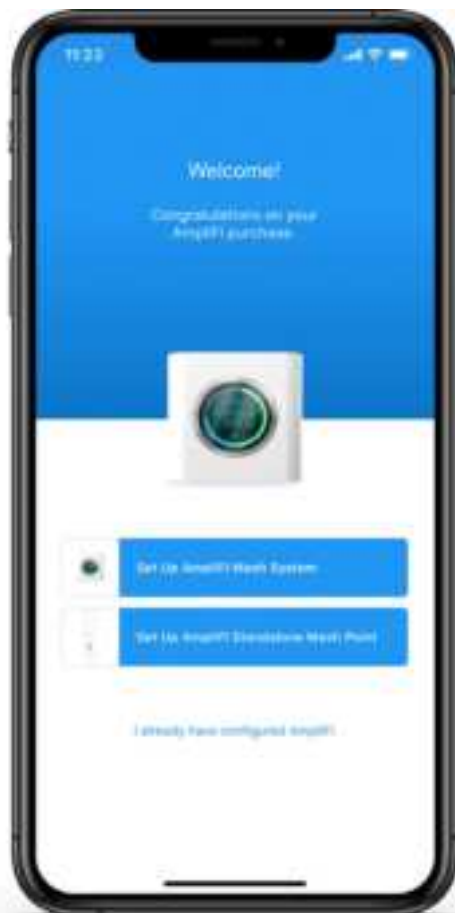 11:23
Welcome!
Congratulations on your
AmpliFi purchase.
Set Up AmpliFi Mesh System
Set Up AmpliFi Standalone Mesh Point
I already have configured AmpliFi